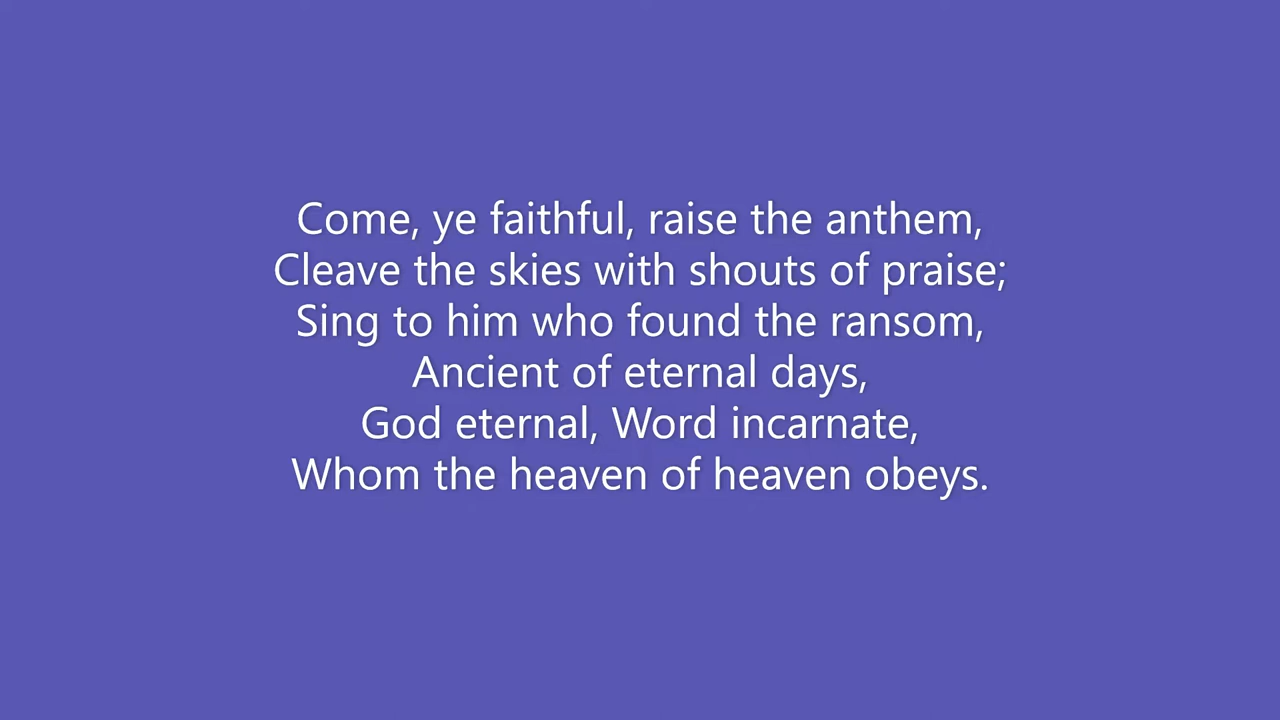 Come, ye faithful, raise the anthem,
Cleave the skies with shouts of praise;
Sing to him who found the ransom,
Ancient of eternal days,
God eternal, Word incarnate,
Whom the heaven of heaven obeys.